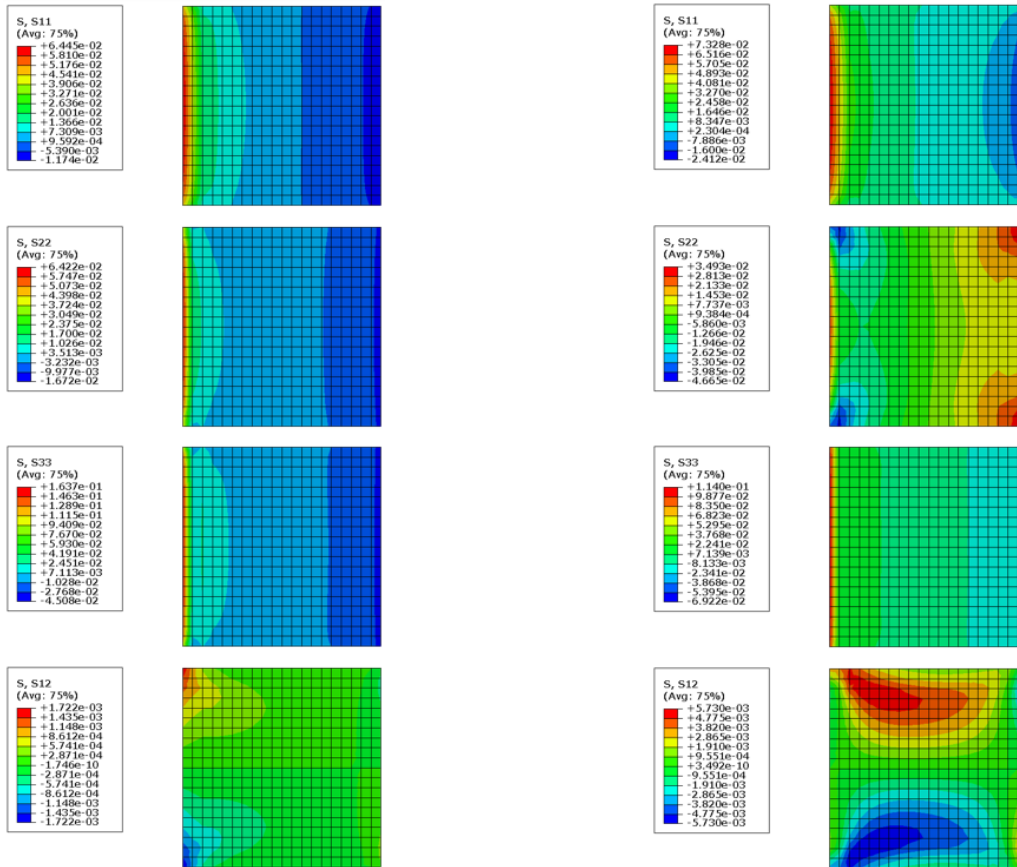 S, S11
(Avg: 75%)
+6.445e-02
+5.810e-02
+5.176e-02
+4.541e-02
+3.906e-02
+3.271e-02
+2.636e-02
+2.001e-02
+1.366e-02
+7.309e-03
+9.592e-04
-5.390e-03
-1.174e-02
S, S11
(Avg: 75%)
+7.328e-02
+6.516e-02
+5.705e-02
+4.893e-02
+4.081e-02
+3.270e-02
+2.458e-02
+1.646e-02
+8.347e-03
+2.304e-04
-7.886e-03
-1.600e-02
-2.412e-02
S, S22
(Avg: 75%)
+6.422e-02
+5.747e-02
+5.073e-02
+4.398e-02
+3.724e-02
+3.049e-02
+2.375e-02
+1.700e-02
+1.026e-02
+3.513e-03
-3.232e-03
-9.977e-03
-1.672e-02
S, S22
(Avg: 75%)
+3.493e-02
+2.813e-02
+2.133e-02
+1.453e-02
+7.737e-03
+9.384e-04
-5.860e-03
-1.266e-02
-1.946e-02
-2.625e-02
-3.305e-02
-3.985e-02
-4.665e-02
S, S33
(Avg: 75%)
+1.637e-01
+1.463e-01
+1.289e-01
+1.115e-01
+9.409e-02
+7.670e-02
+5.930e-02
+4.191e-02
+2.451e-02
+7.113e-03
-1.028e-02
-2.768e-02
-4.508e-02
S, S33
(Avg: 75%)
+1.140e-01
+9.877e-02
+8.350e-02
+6.823e-02
+5.295e-02
+3.768e-02
+2.241e-02
+7.139e-03
-8.133e-03
-2.341e-02
-3.868e-02
-5.395e-02
-6.922e-02
S, S12
(Avg: 75%)
+1.722e-03
+1.435e-03
+1.148e-03
+8.612e-04
+5.741e-04
+2.871e-04
-1.746e-10
-2.871e-04
-5.741e-04
-8.612e-04
-1.148e-03
-1.435e-03
-1.722e-03
S, S12
(Avg: 75%)
+5.730e-03
+4.775e-03
+3.820e-03
+2.865e-03
+1.910e-03
+9.551e-04
+3.492e-10
-9.551e-04
-1.910e-03
-2.865e-03
-3.820e-03
-4.775e-03
-5.730e-03